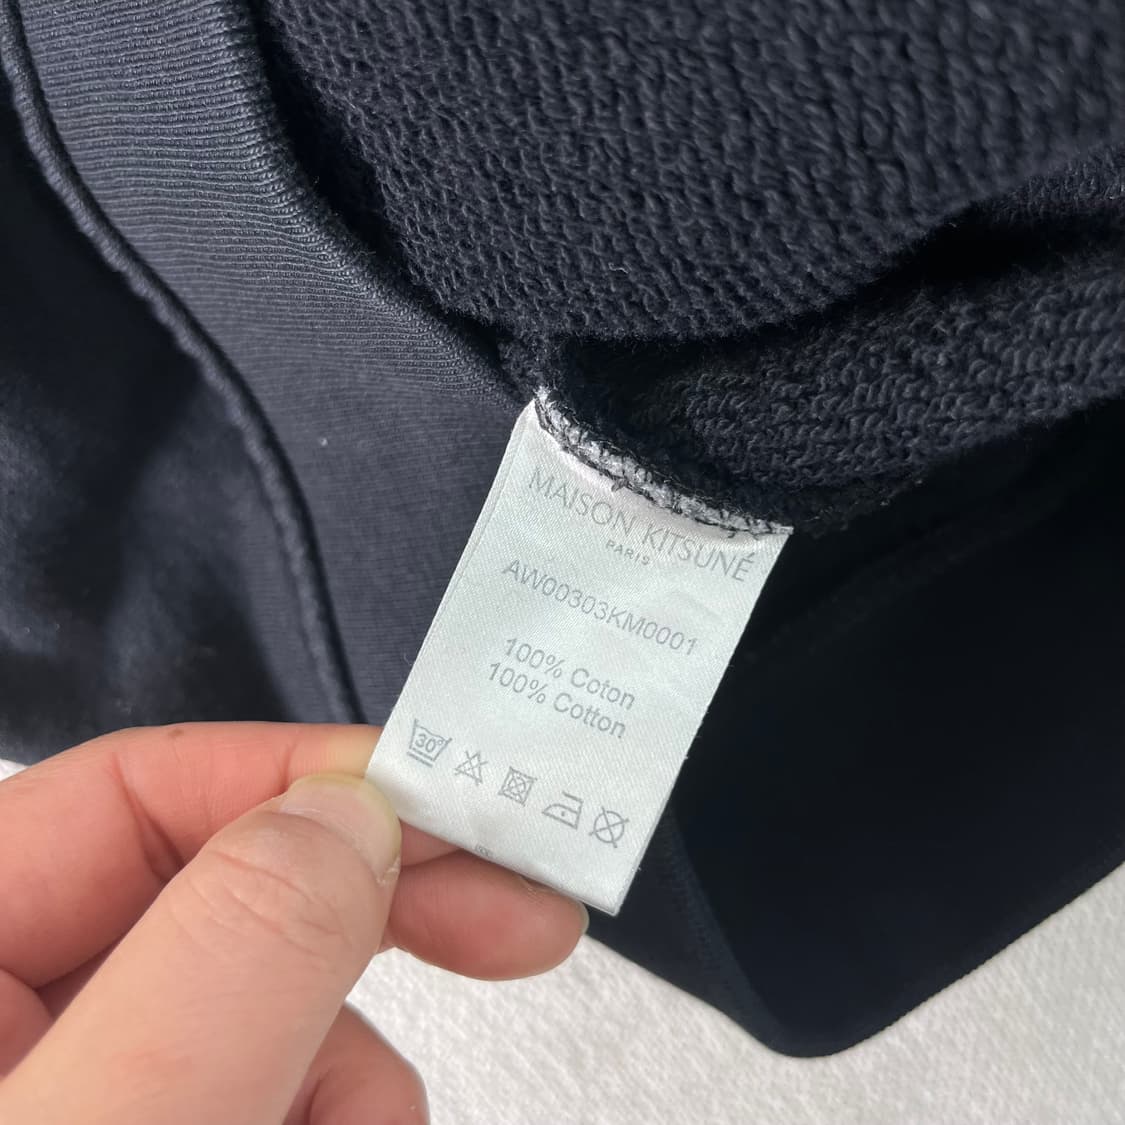 MAISON KITSUNÉ
PARIS
AW00303KM0001
100% Coton
100% Cotton
30°